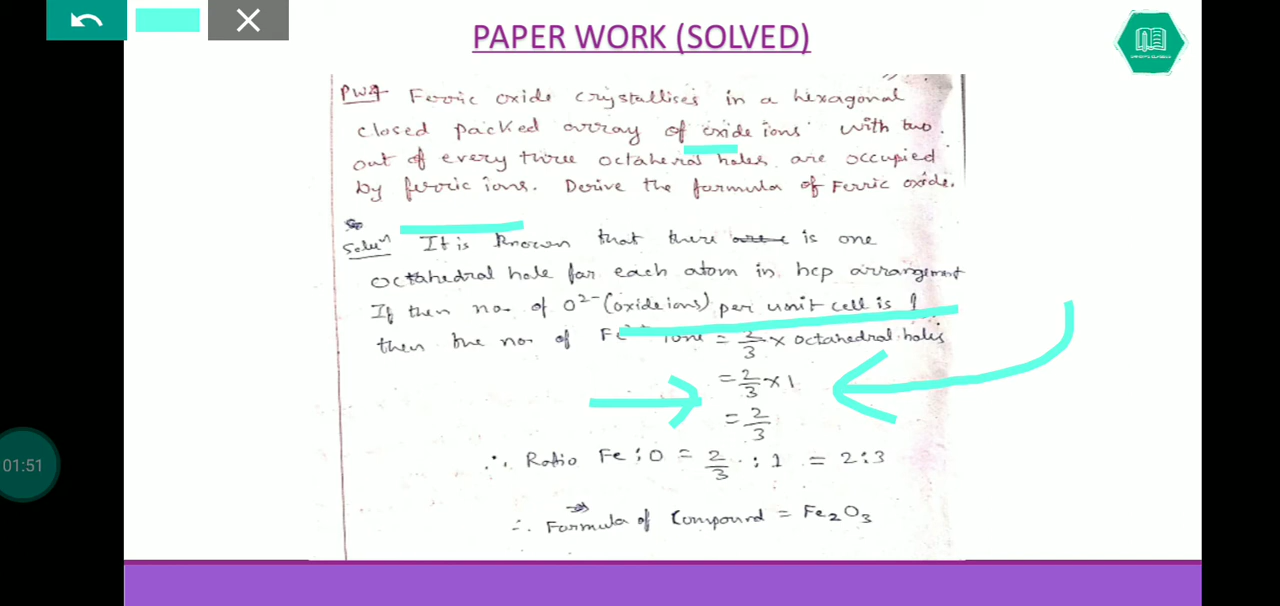 PAPER WORK (SOLVED)
PW4 Ferric oxide crystallises in a hexagonal
closed packed array of oxide ions with two
out of every three octaheral holes are occupied
by ferric ions. Derive the formula of Ferric oxide.
Soluⁿ It is known that there is one
octahedral hole for each atom in hcp arrangement
If then no. of O²⁻ (oxide ions) per unit cell is 1
then the no. of Fe ions = 2/3 × octahedral holes
= 2/3 × 1
= 2/3
01:51
∴ Ratio Fe : O = 2/3 : 1 = 2:3
∴ Formula of Compound = Fe₂O₃